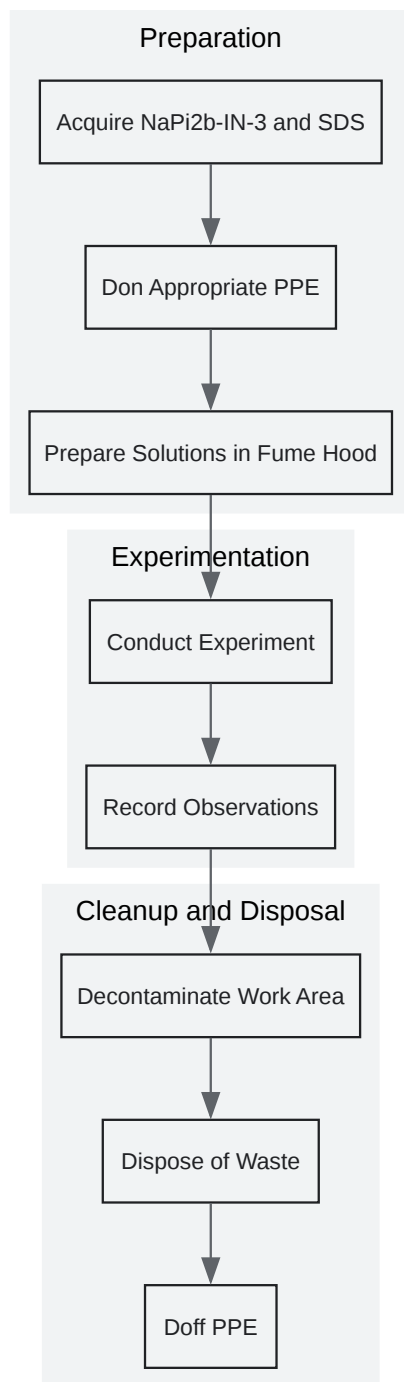 Preparation
Acquire NaPi2b-IN-3 and SDS
Don Appropriate PPE
Prepare Solutions in Fume Hood
Experimentation
Conduct Experiment
Record Observations
Cleanup and Disposal
Decontaminate Work Area
Dispose of Waste
Doff PPE